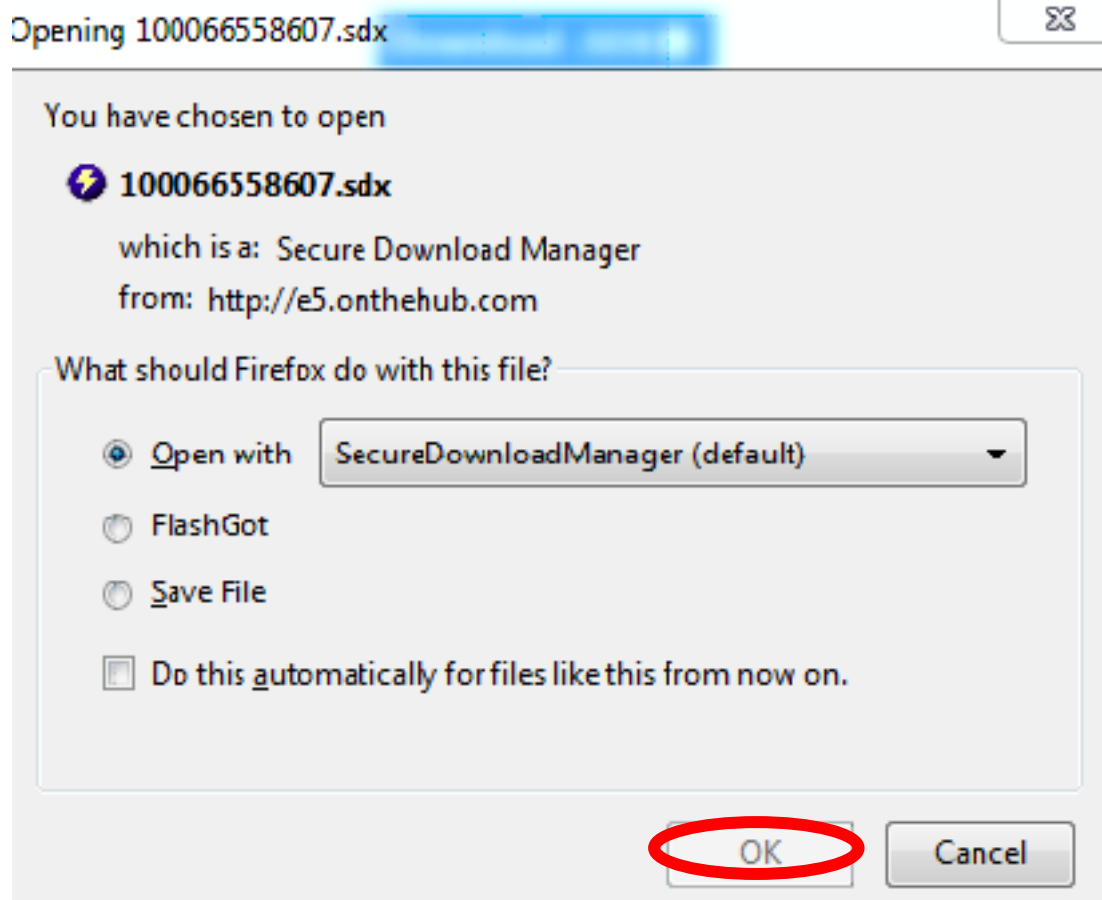 Opening 100066558607.sdx
You have chosen to open
100066558607.sdx
which is a: Secure Download Manager
from: http://e5.onthehub.com
What should Firefox do with this file?
Open with SecureDownloadManager (default)
FlashGot
Save File
Do this automatically for files like this from now on.
OK Cancel